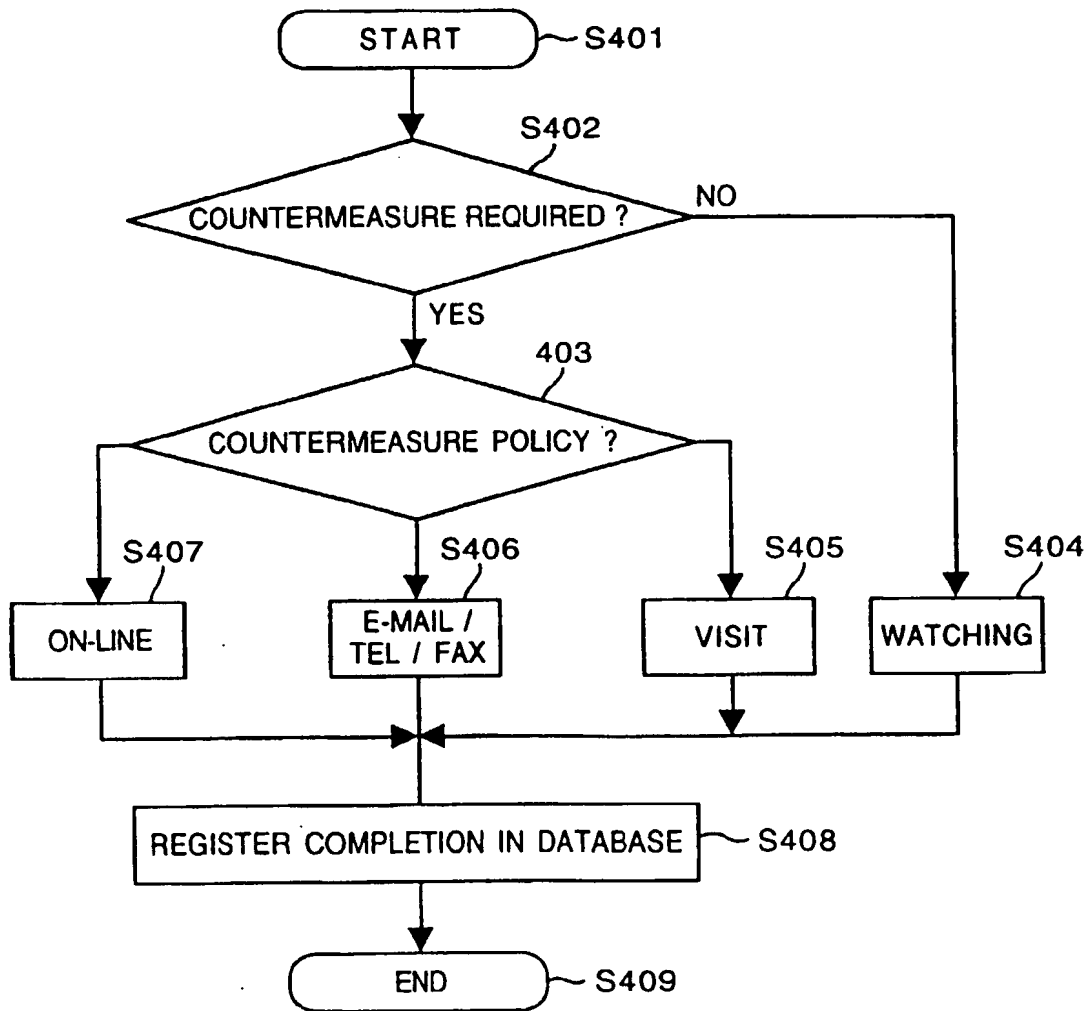 START
S401
S402
COUNTERMEASURE REQUIRED ?
NO
YES
403
COUNTERMEASURE POLICY ?
S407
S406
S405
S404
ON-LINE
E-MAIL /
TEL / FAX
VISIT
WATCHING
REGISTER COMPLETION IN DATABASE
S408
END
S409